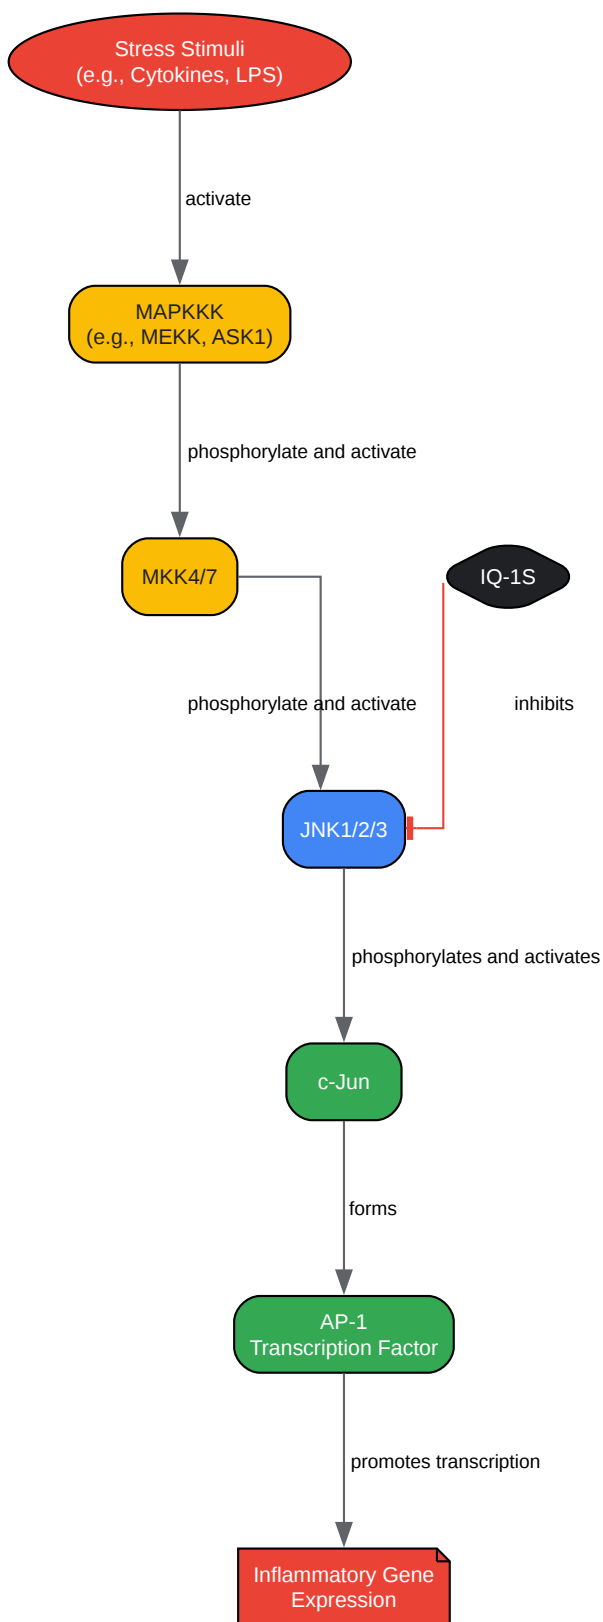 Stress Stimuli
(e.g., Cytokines, LPS)
activate
MAPKKK
(e.g., MEKK, ASK1)
phosphorylate and activate
MKK4/7
IQ-1S
phosphorylate and activate
inhibits
JNK1/2/3
phosphorylates and activates
c-Jun
forms
AP-1
Transcription Factor
promotes transcription
Inflammatory Gene
Expression